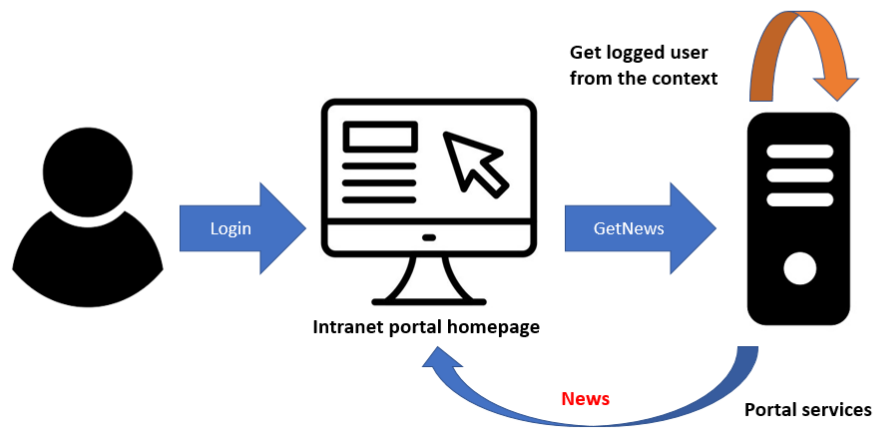 Get logged user
from the context
Login
GetNews
Intranet portal homepage
News
Portal services